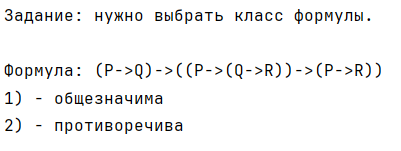 Задание: нужно выбрать класс формулы.
Формула: (P->Q)->((P->(Q->R))->(P->R))
1) - общезначима
2) - противоречива